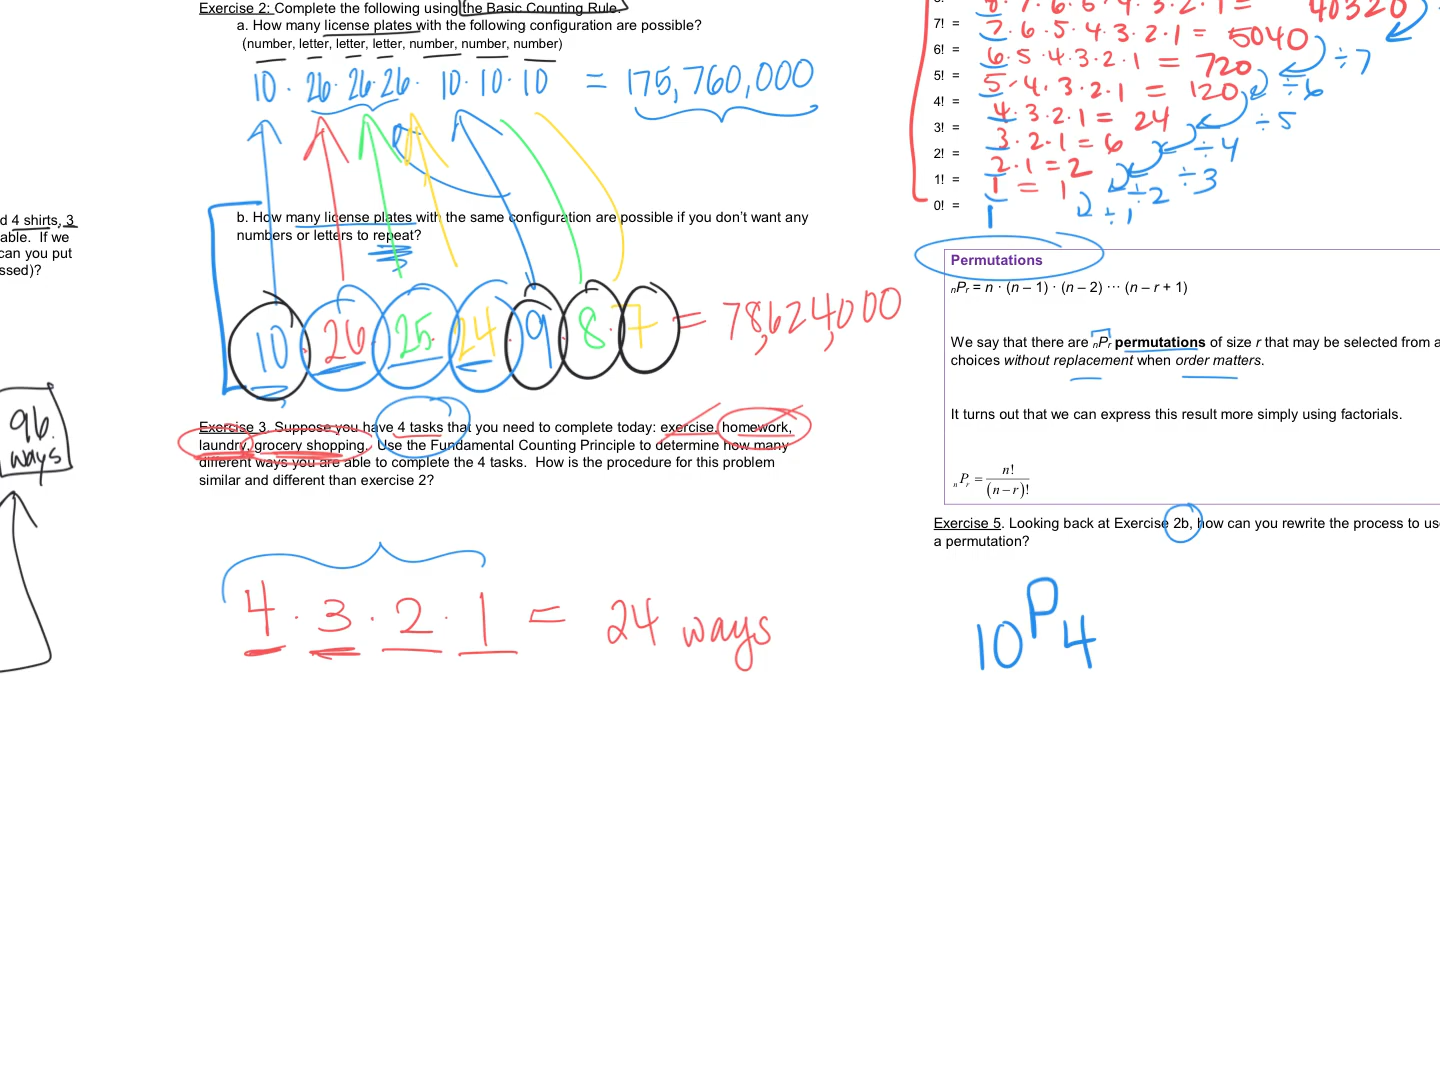 Exercise 2: Complete the following using the Basic Counting Rule.
a. How many license plates with the following configuration are possible?
(number, letter, letter, letter, number, number, number)
10 · 26 · 26 · 26 · 10 · 10 · 10 = 175,760,000
b. How many license plates with the same configuration are possible if you don't want any
numbers or letters to repeat?
10 · 26 · 25 · 24 · 9 · 8 · 7 = 78,624,000
d 4 shirts, 3
able. If we
can you put
ssed)?
96
ways
Exercise 3. Suppose you have 4 tasks that you need to complete today: exercise, homework,
laundry, grocery shopping. Use the Fundamental Counting Principle to determine how many
different ways you are able to complete the 4 tasks. How is the procedure for this problem
similar and different than exercise 2?
4 · 3 · 2 · 1 = 24 ways
8 · 7 · 6 · 5 · 4 · 3 · 2 · 1 = 40320
7! = 7 · 6 · 5 · 4 · 3 · 2 · 1 = 5040
6! = 6 · 5 · 4 · 3 · 2 · 1 = 720 ÷7
5! = 5 · 4 · 3 · 2 · 1 = 120 ÷6
4! = 4 · 3 · 2 · 1 = 24 ÷5
3! = 3 · 2 · 1 = 6 ÷4
2! = 2 · 1 = 2 ÷3
1! = 1 = 1 ÷2
0! = 1 ÷1
Permutations
nPr = n · (n – 1) · (n – 2) ··· (n – r + 1)
We say that there are nPr permutations of size r that may be selected from a
choices without replacement when order matters.
It turns out that we can express this result more simply using factorials.
nPr = n! / (n – r)!
Exercise 5. Looking back at Exercise 2b, how can you rewrite the process to us
a permutation?
10P4